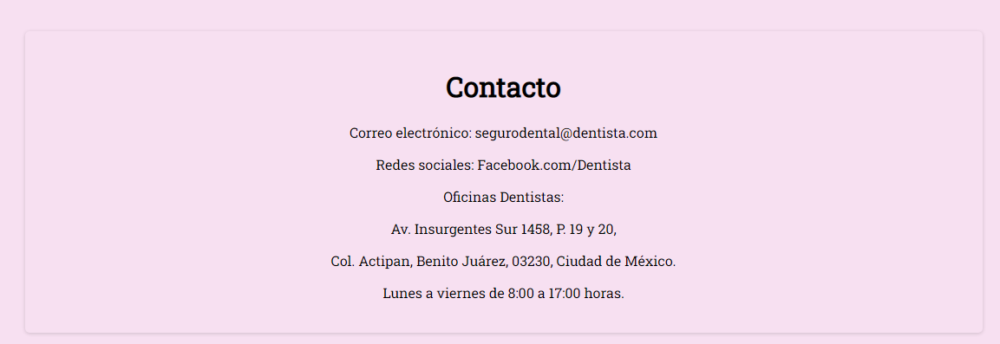 Contacto
Correo electrónico: segurodental@dentista.com
Redes sociales: Facebook.com/Dentista
Oficinas Dentistas:
Av. Insurgentes Sur 1458, P. 19 y 20,
Col. Actipan, Benito Juárez, 03230, Ciudad de México.
Lunes a viernes de 8:00 a 17:00 horas.